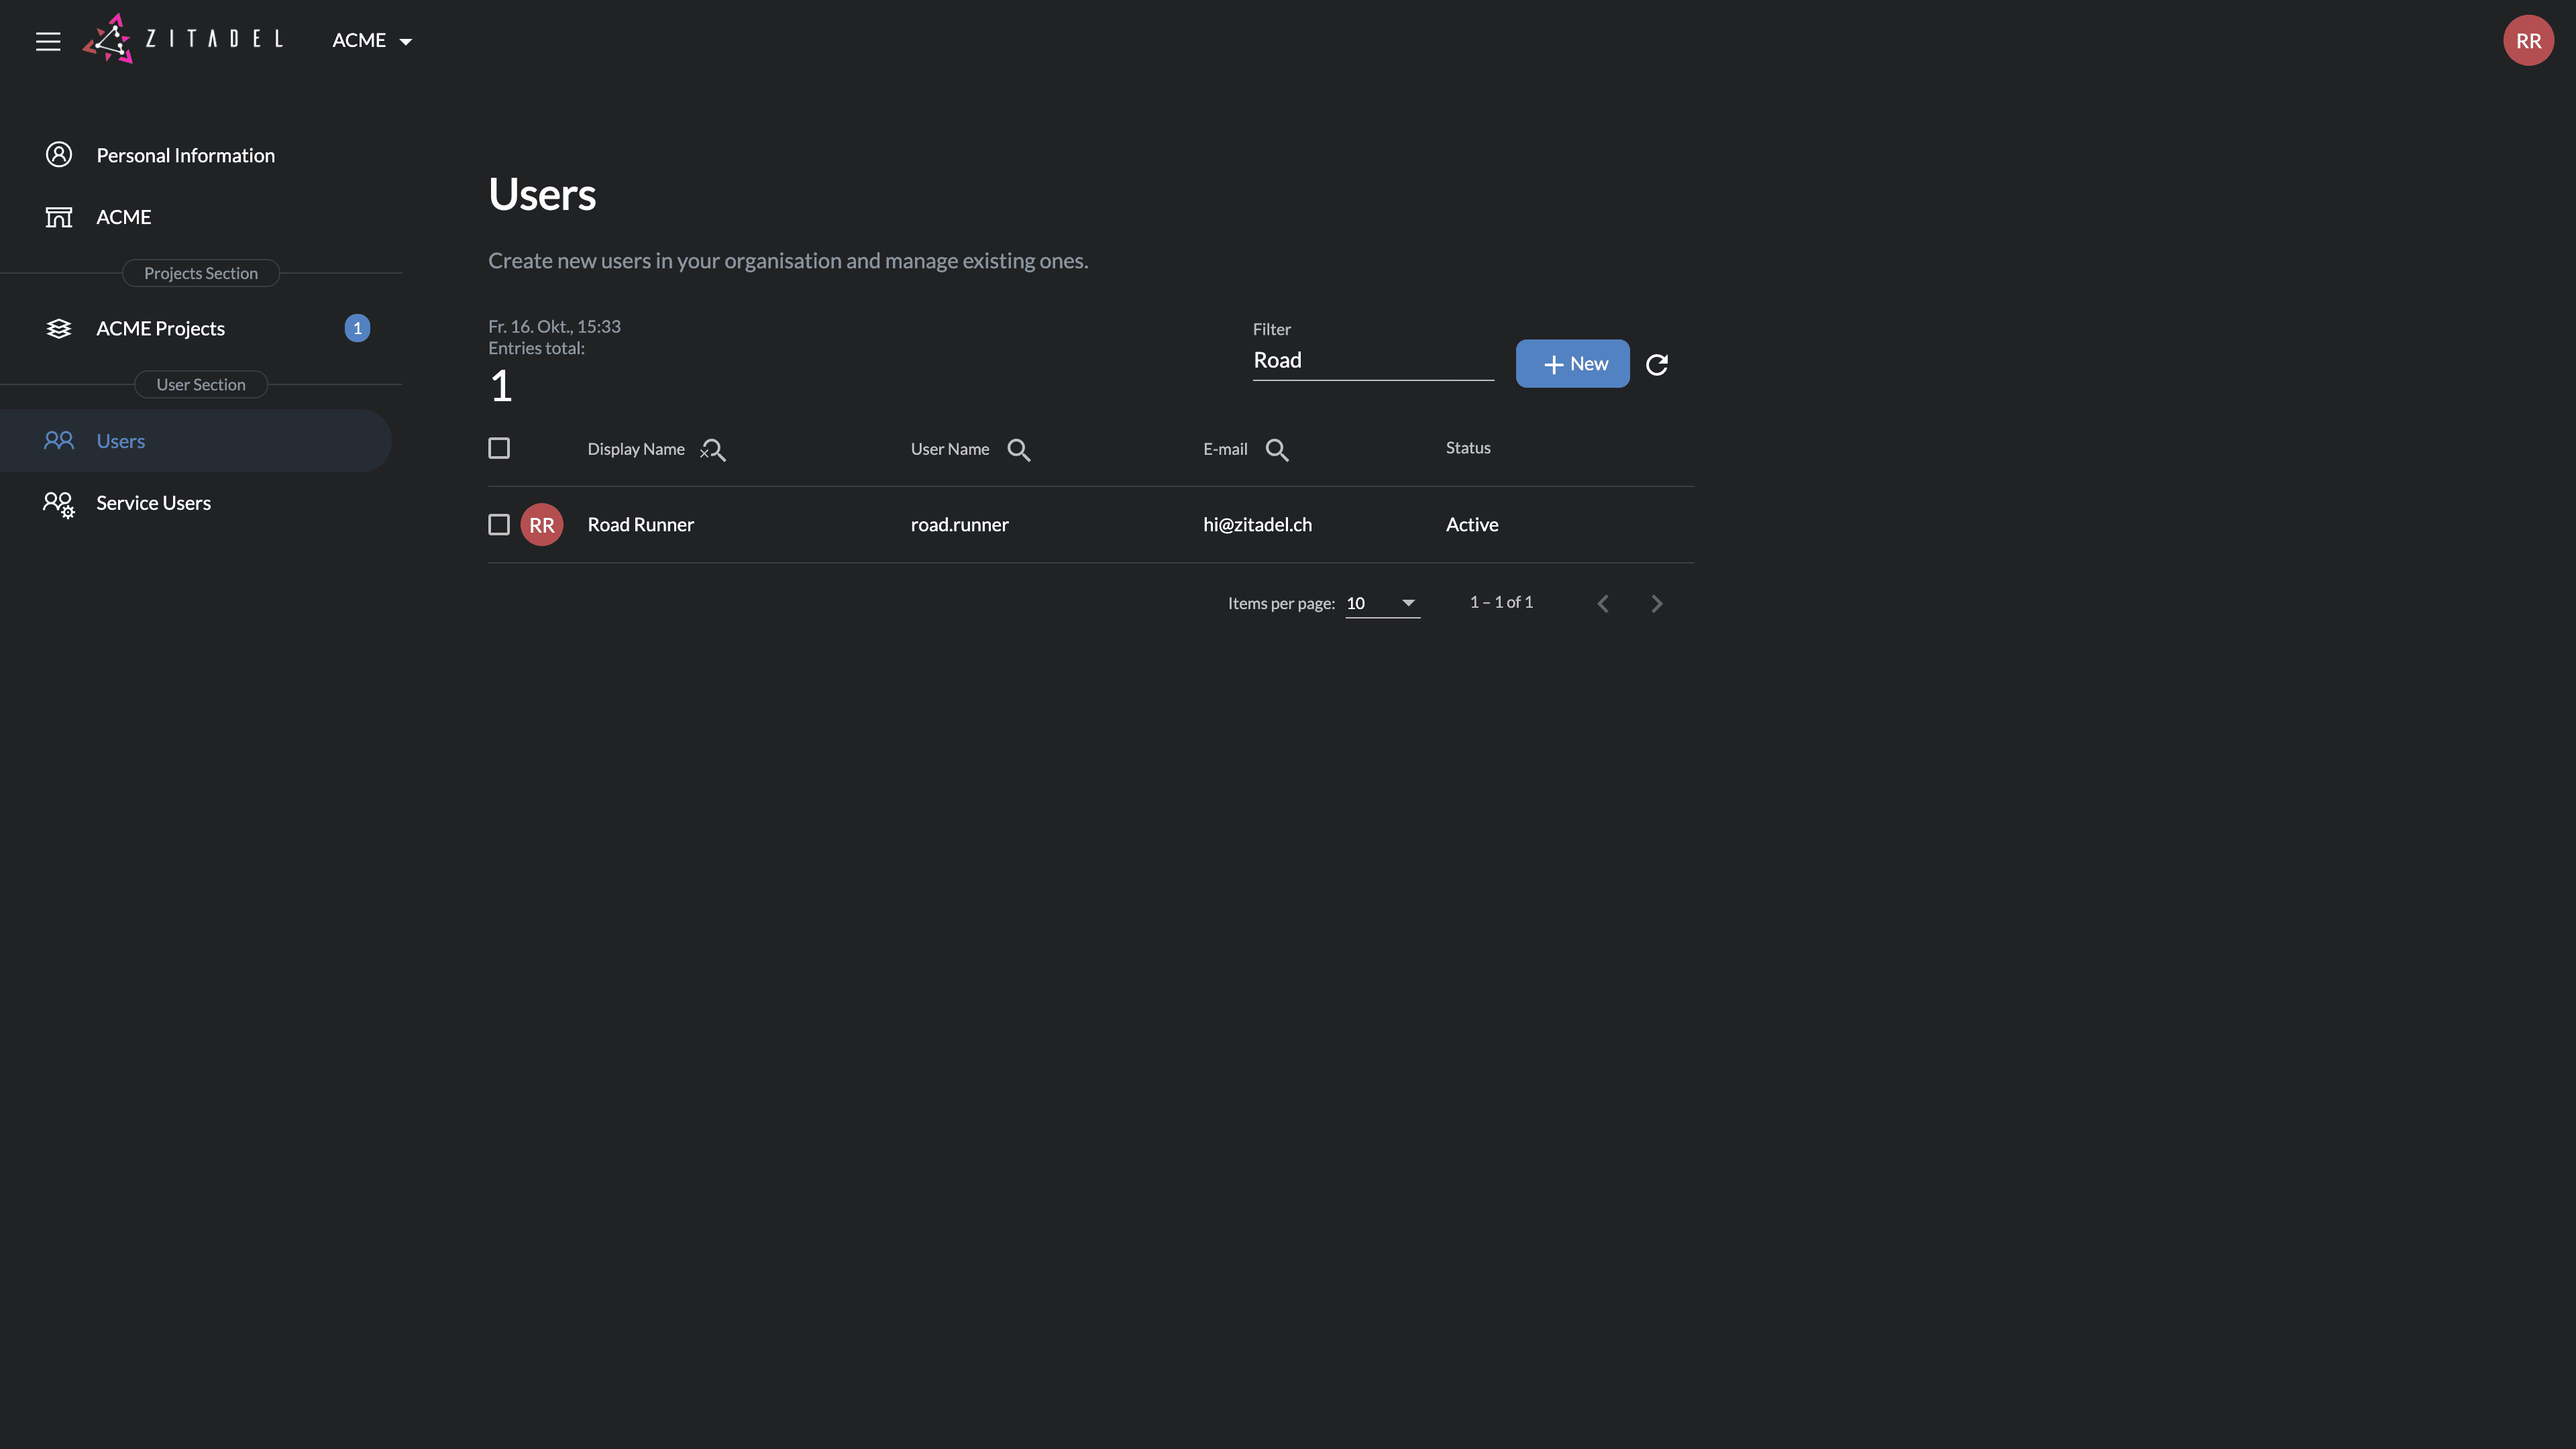 ZITADEL ACME RR
Personal Information
ACME
Projects Section
ACME Projects 1
User Section
Users
Service Users
Users
Create new users in your organisation and manage existing ones.
Fr. 16. Okt., 15:33
Entries total:
1
Filter
Road
New
Display Name User Name E-mail Status
RR Road Runner road.runner hi@zitadel.ch Active
Items per page: 10 1 – 1 of 1